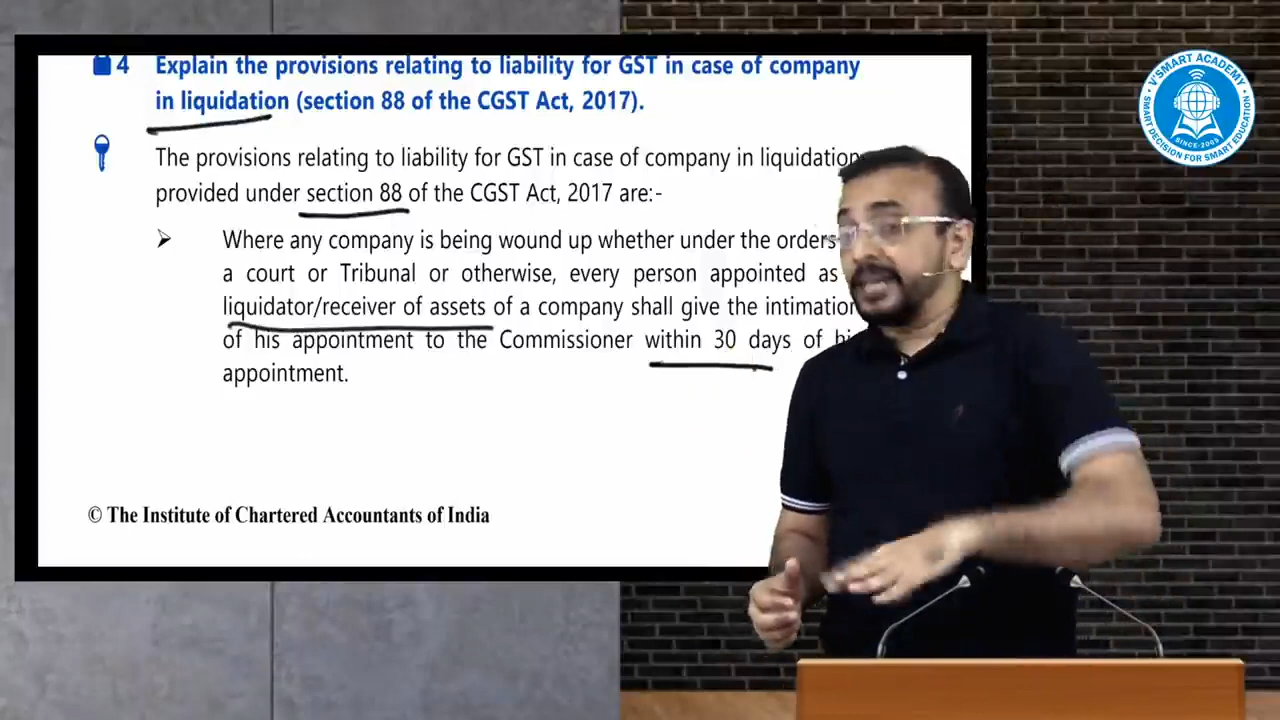 4 Explain the provisions relating to liability for GST in case of company
in liquidation (section 88 of the CGST Act, 2017).
The provisions relating to liability for GST in case of company in liquidation
provided under section 88 of the CGST Act, 2017 are:-
Where any company is being wound up whether under the orders
a court or Tribunal or otherwise, every person appointed as
liquidator/receiver of assets of a company shall give the intimation
of his appointment to the Commissioner within 30 days of
appointment.
© The Institute of Chartered Accountants of India
V'SMART ACADEMY
SINCE-2003
SMART DECISION FOR SMART EDUCATION